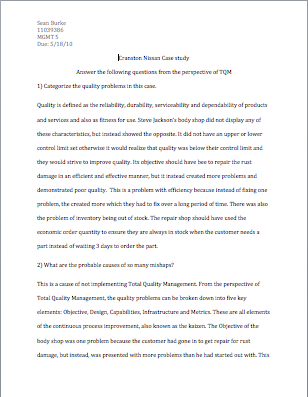 Sean Burke
110393Β6
MGMT 5
Due: 5/18/10
Cranston Nissan Case study
Answer the following questions from the perspective of TQM
1) Categorize the quality problems in this case.
Quality is defined as the reliability, durability, serviceability and dependability of products
and services and also as fitness for use. Steve Jackson's body shop did not display any of
these characteristics, but instead showed the opposite. It did not have an upper or lower
control limit set otherwise it would realize that quality was below their control limit and
they would strive to improve quality. Its objective should have bee to repair the rust
damage in an efficient and effective manner, but it instead created more problems and
demonstrated poor quality. This is a problem with efficiency because instead of fixing one
problem, the created more which they had to fix over a long period of time. There was also
the problem of inventory being out of stock. The repair shop should have used the
economic order quantity to ensure they are always in stock when the customer needs a
part instead of waiting 3 days to order the part.
2) What are the probable causes of so many mishaps?
This is a cause of not implementing Total Quality Management. From the perspective of
Total Quality Management, the quality problems can be broken down into five key
elements: Objective, Design, Capabilities, Infrastructure and Metrics. These are all elements
of the continuous process improvement, also known as the kaizen. The Objective of the
body shop was one problem because the customer had gone in to get repair for rust
damage, but instead, was presented with more problems than he had started out with. This